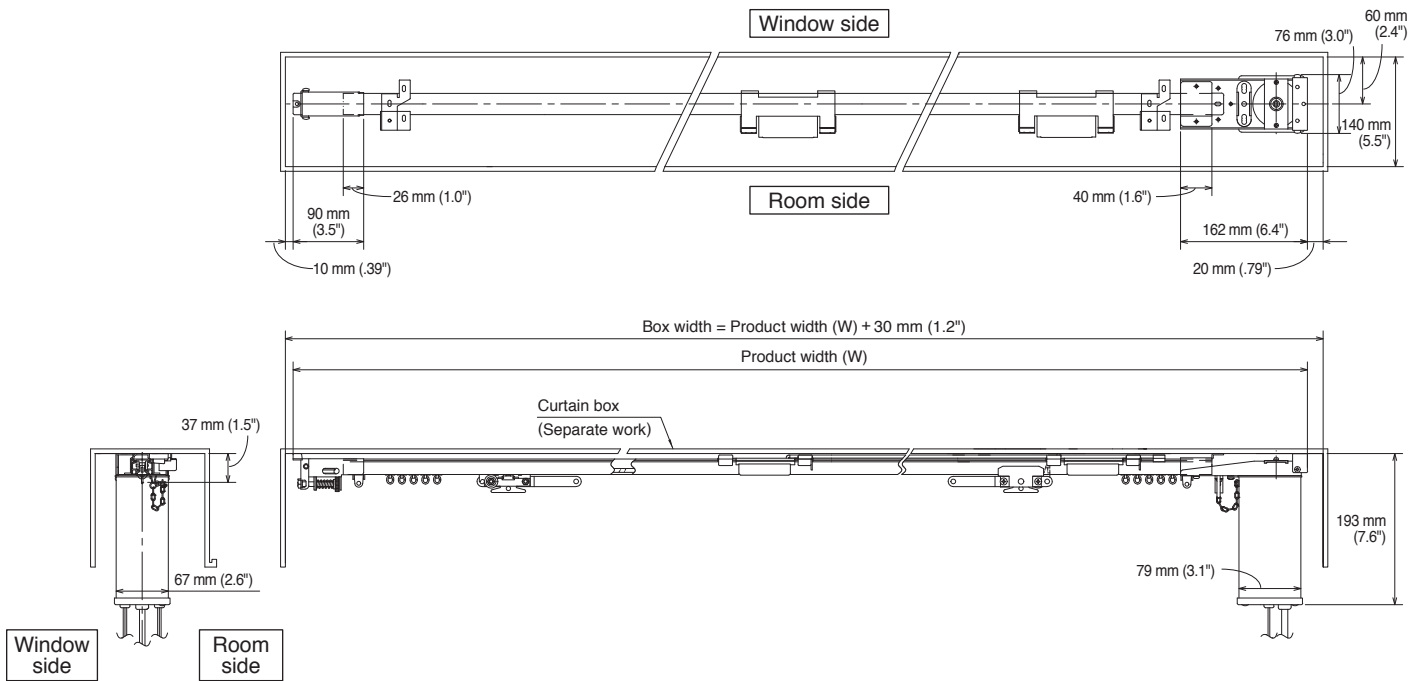 Window side
60 mm
(2.4")
76 mm (3.0")
140 mm
(5.5")
26 mm (1.0")
Room side
40 mm (1.6")
90 mm
(3.5")
162 mm (6.4")
10 mm (.39")
20 mm (.79")
Box width = Product width (W) + 30 mm (1.2")
Product width (W)
Curtain box
(Separate work)
37 mm (1.5")
193 mm
(7.6")
67 mm (2.6")
79 mm (3.1")
Window
side
Room
side